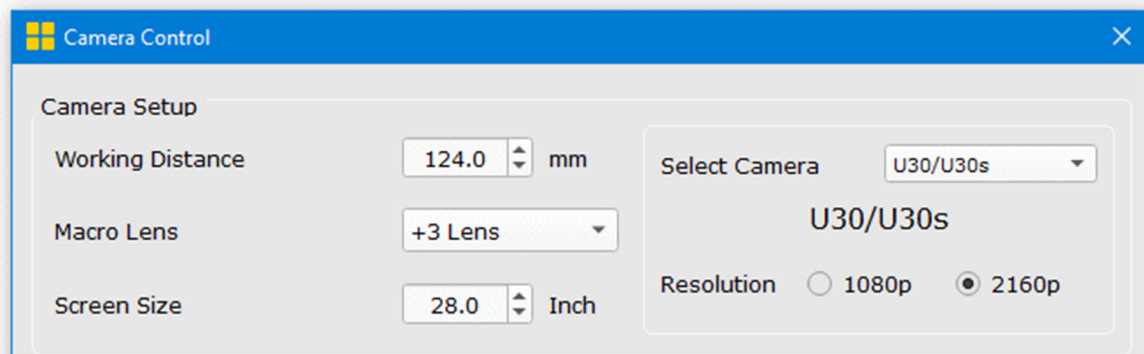 Camera Control
Camera Setup
Working Distance 124.0 mm
Macro Lens +3 Lens
Screen Size 28.0 Inch
Select Camera U30/U30s
U30/U30s
Resolution 1080p 2160p